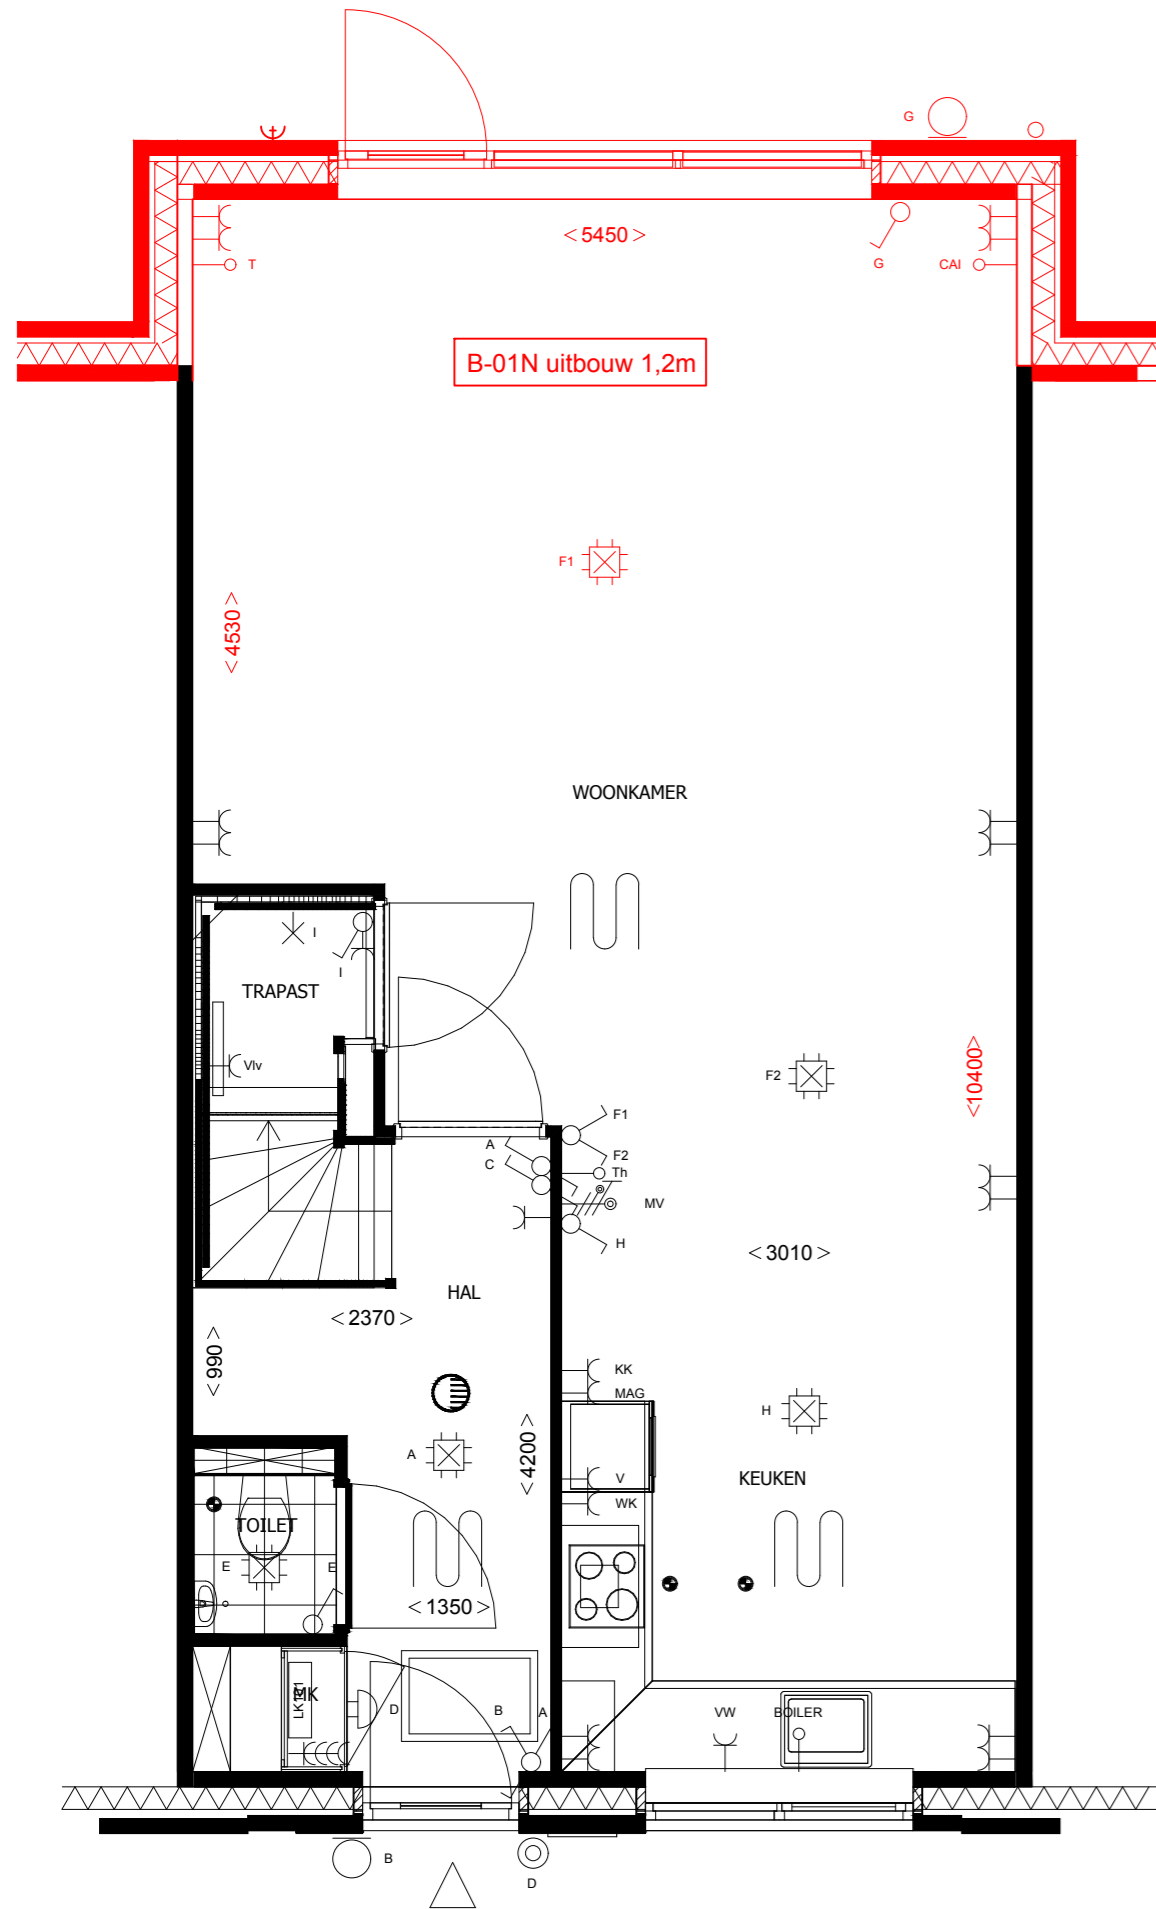 G
<5450>
T
G
CAI
B-01N uitbouw 1,2m
F1
<4530>
WOONKAMER
I
I
TRAPAST
Vlv
F2
<10400>
F1
A
F2
C
Th
MV
H
<3010>
HAL
<2370>
<990>
KK
MAG
H
<4200>
A
V
KEUKEN
WK
TOILET
E
E
<1350>
MK
LK101
D
B
A
VW
BOILER
B
D